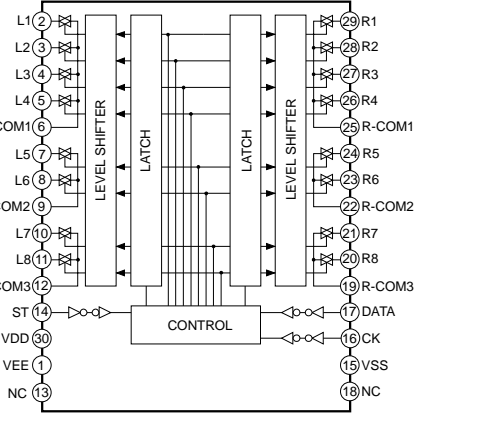 L1 2 29 R1
L2 3 28 R2
L3 4 27 R3
L4 5 26 R4
COM1 6 25 R-COM1
L5 7 24 R5
L6 8 23 R6
COM2 9 22 R-COM2
L7 10 21 R7
L8 11 20 R8
COM3 12 19 R-COM3
ST 14 17 DATA
VDD 30 16 CK
VEE 1 15 VSS
NC 13 18 NC
LEVEL SHIFTER
LATCH
LATCH
LEVEL SHIFTER
CONTROL